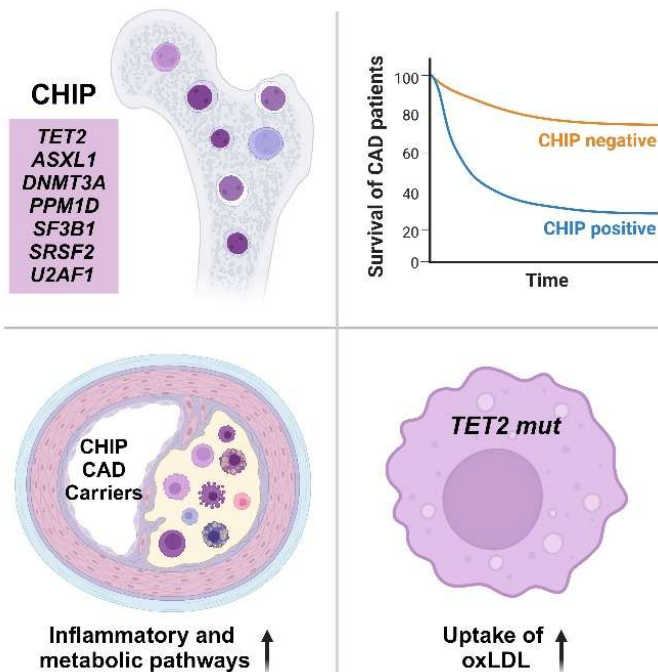 CHIP
TET2
ASXL1
DNMT3A
PPM1D
SF3B1
SRSF2
U2AF1
Survival of CAD patients
100
80
60
40
20
0
CHIP negative
CHIP positive
Time
CHIP
CAD
Carriers
Inflammatory and
metabolic pathways
TET2 mut
Uptake of
oxLDL